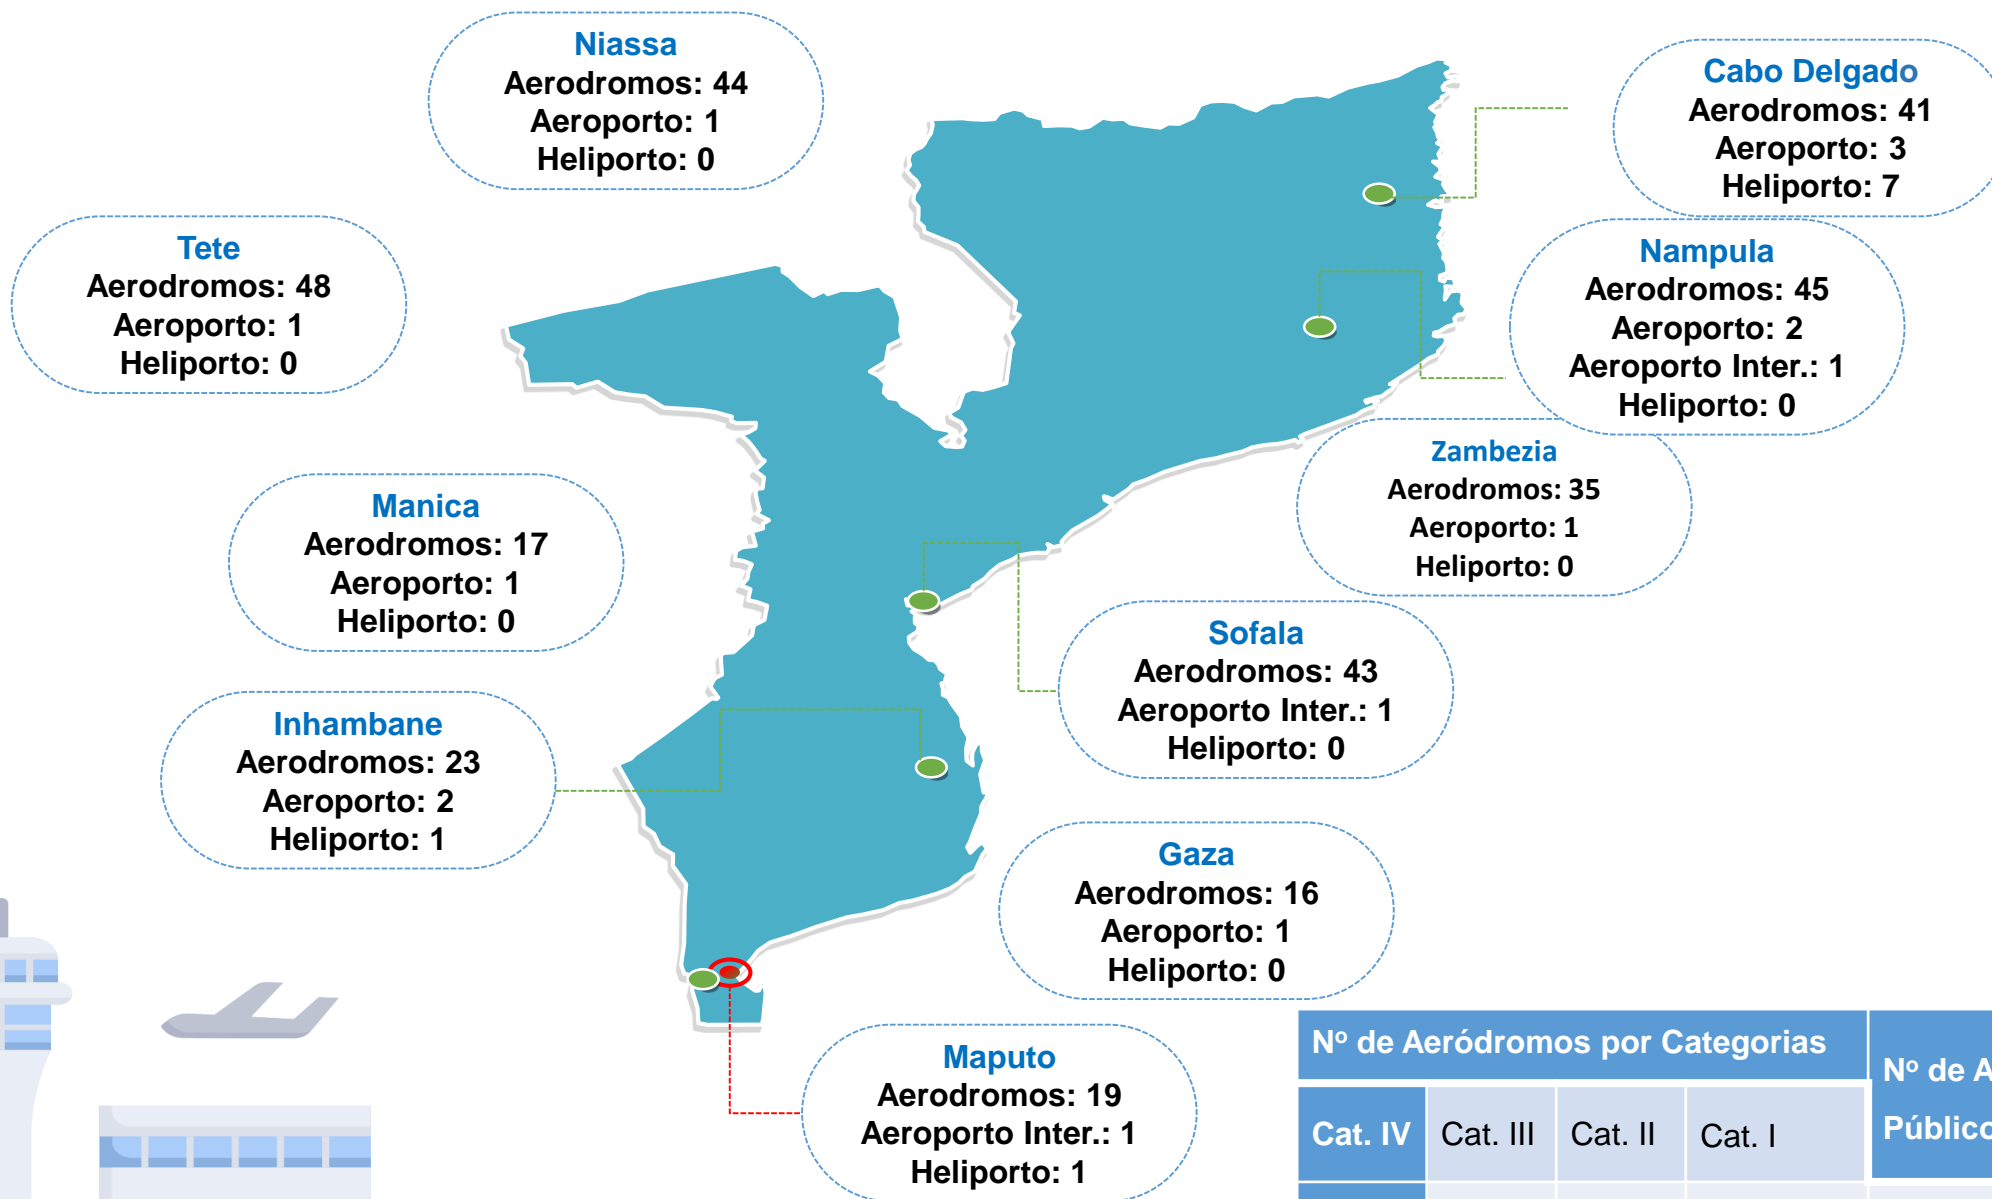 Niassa
Aerodromos: 44
Aeroporto: 1
Heliporto: 0
Cabo Delgado
Aerodromos: 41
Aeroporto: 3
Heliporto: 7
Tete
Aerodromos: 48
Aeroporto: 1
Heliporto: 0
Nampula
Aerodromos: 45
Aeroporto: 2
Aeroporto Inter.: 1
Heliporto: 0
Zambezia
Aerodromos: 35
Aeroporto: 1
Heliporto: 0
Manica
Aerodromos: 17
Aeroporto: 1
Heliporto: 0
Sofala
Aerodromos: 43
Aeroporto Inter.: 1
Heliporto: 0
Inhambane
Aerodromos: 23
Aeroporto: 2
Heliporto: 1
Gaza
Aerodromos: 16
Aeroporto: 1
Heliporto: 0
Maputo
Aerodromos: 19
Aeroporto Inter.: 1
Heliporto: 1
Nº de Aeródromos por Categorias
Nº de A
Público
Cat. IV Cat. III Cat. II Cat. I